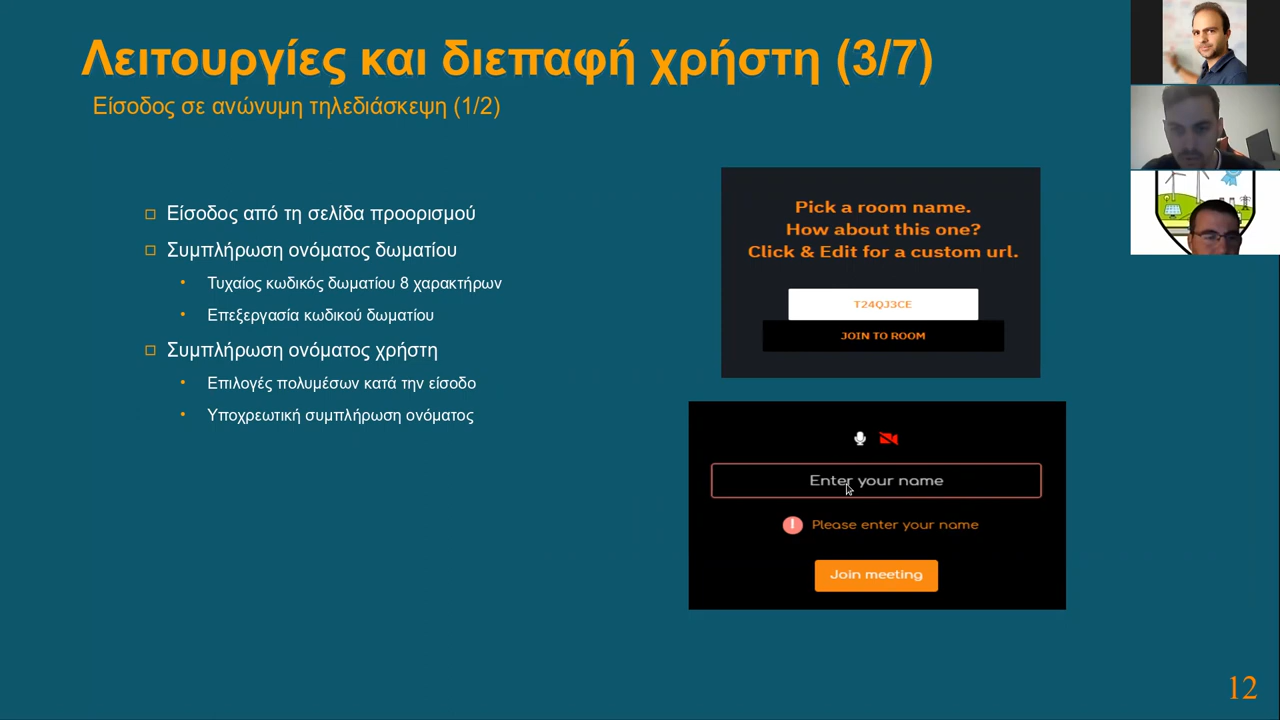 Λειτουργίες και διεπαφή χρήστη (3/7)
Είσοδος σε ανώνυμη τηλεδιάσκεψη (1/2)
Είσοδος από τη σελίδα προορισμού
Συμπλήρωση ονόματος δωματίου
Τυχαίος κωδικός δωματίου 8 χαρακτήρων
Επεξεργασία κωδικού δωματίου
Συμπλήρωση ονόματος χρήστη
Επιλογές πολυμέσων κατά την είσοδο
Υποχρεωτική συμπλήρωση ονόματος
Pick a room name.
How about this one?
Click & Edit for a custom url.
T24QJ3CE
JOIN TO ROOM
Enter your name
Please enter your name
Join meeting
12